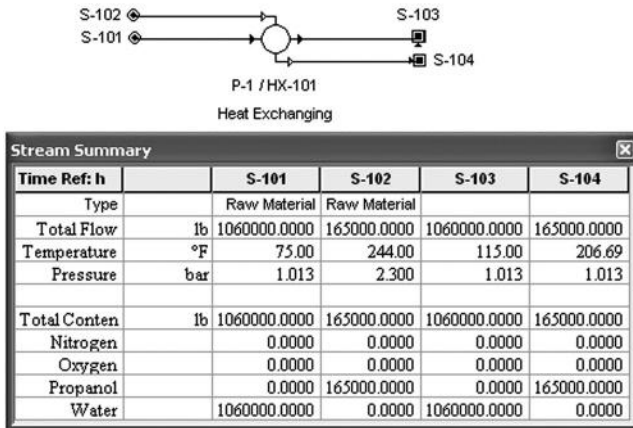 S-102
S-103
S-101
S-104
P-1 / HX-101
Heat Exchanging
Stream Summary
Time Ref: h S-101 S-102 S-103 S-104
Type Raw Material Raw Material
Total Flow lb 1060000.0000 165000.0000 1060000.0000 165000.0000
Temperature °F 75.00 244.00 115.00 206.69
Pressure bar 1.013 2.300 1.013 1.013
Total Conten lb 1060000.0000 165000.0000 1060000.0000 165000.0000
Nitrogen 0.0000 0.0000 0.0000 0.0000
Oxygen 0.0000 0.0000 0.0000 0.0000
Propanol 0.0000 165000.0000 0.0000 165000.0000
Water 1060000.0000 0.0000 1060000.0000 0.0000